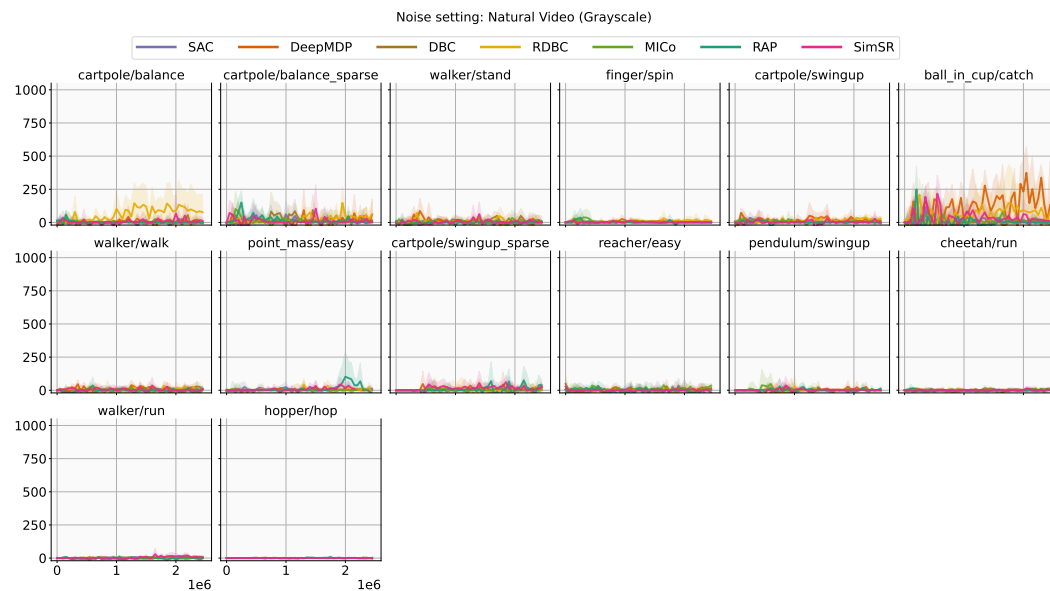 Noise setting: Natural Video (Grayscale)
SAC DeepMDP DBC RDBC MICo RAP SimSR
cartpole/balance cartpole/balance_sparse walker/stand finger/spin cartpole/swingup ball_in_cup/catch
1000
750
500
250
0
walker/walk point_mass/easy cartpole/swingup_sparse reacher/easy pendulum/swingup cheetah/run
1000
750
500
250
0
walker/run hopper/hop
1000
750
500
250
0
0 1 2 0 1 2
1e6 1e6